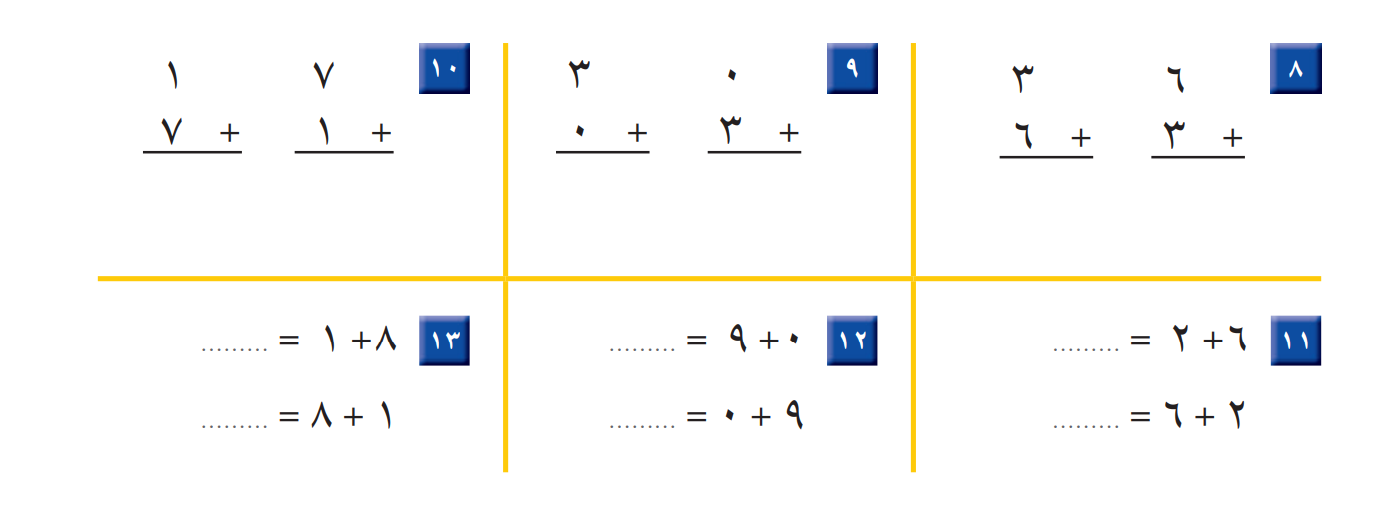 ٨
٦ ٣
+ ٣ + ٦
٩
٠ ٣
+ ٣ + ٠
١٠
٧ ١
+ ١ + ٧
١١
٦ + ٢ = .........
٢ + ٦ = .........
١٢
٠ + ٩ = .........
٩ + ٠ = .........
١٣
٨ + ١ = .........
١ + ٨ = .........